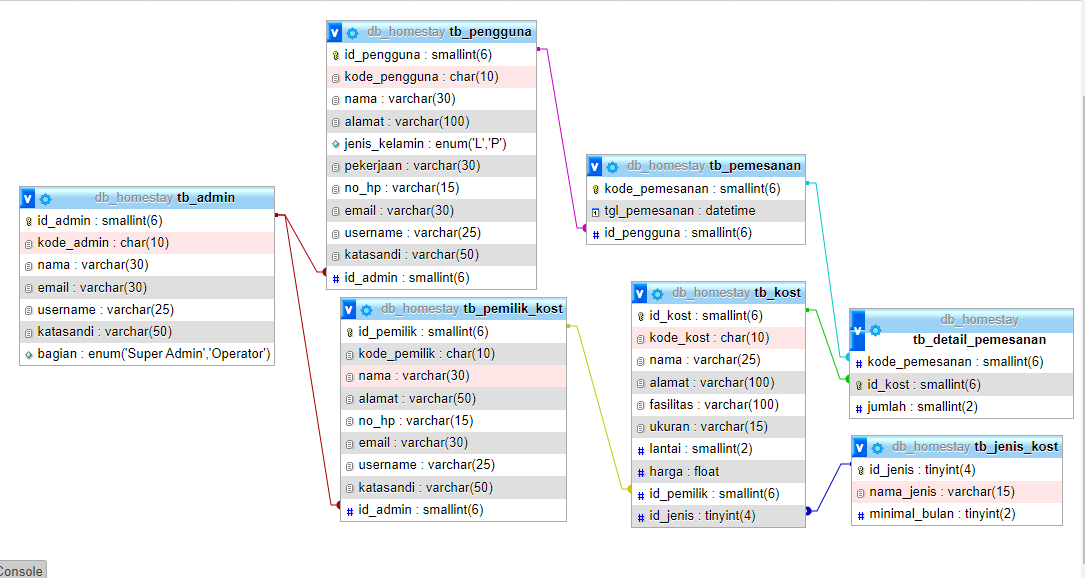 db_homestay tb_pengguna
id_pengguna : smallint(6)
kode_pengguna : char(10)
nama : varchar(30)
alamat : varchar(100)
jenis_kelamin : enum('L','P')
pekerjaan : varchar(30)
no_hp : varchar(15)
email : varchar(30)
username : varchar(25)
katasandi : varchar(50)
id_admin : smallint(6)
db_homestay tb_admin
id_admin : smallint(6)
kode_admin : char(10)
nama : varchar(30)
email : varchar(30)
username : varchar(25)
katasandi : varchar(50)
bagian : enum('Super Admin','Operator')
db_homestay tb_pemilik_kost
id_pemilik : smallint(6)
kode_pemilik : char(10)
nama : varchar(30)
alamat : varchar(50)
no_hp : varchar(15)
email : varchar(30)
username : varchar(25)
katasandi : varchar(50)
id_admin : smallint(6)
db_homestay tb_pemesanan
kode_pemesanan : smallint(6)
tgl_pemesanan : datetime
id_pengguna : smallint(6)
db_homestay tb_kost
id_kost : smallint(6)
kode_kost : char(10)
nama : varchar(25)
alamat : varchar(100)
fasilitas : varchar(100)
ukuran : varchar(15)
lantai : smallint(2)
harga : float
id_pemilik : smallint(6)
id_jenis : tinyint(4)
db_homestay
tb_detail_pemesanan
kode_pemesanan : smallint(6)
id_kost : smallint(6)
jumlah : smallint(2)
db_homestay tb_jenis_kost
id_jenis : tinyint(4)
nama_jenis : varchar(15)
minimal_bulan : tinyint(2)
Console